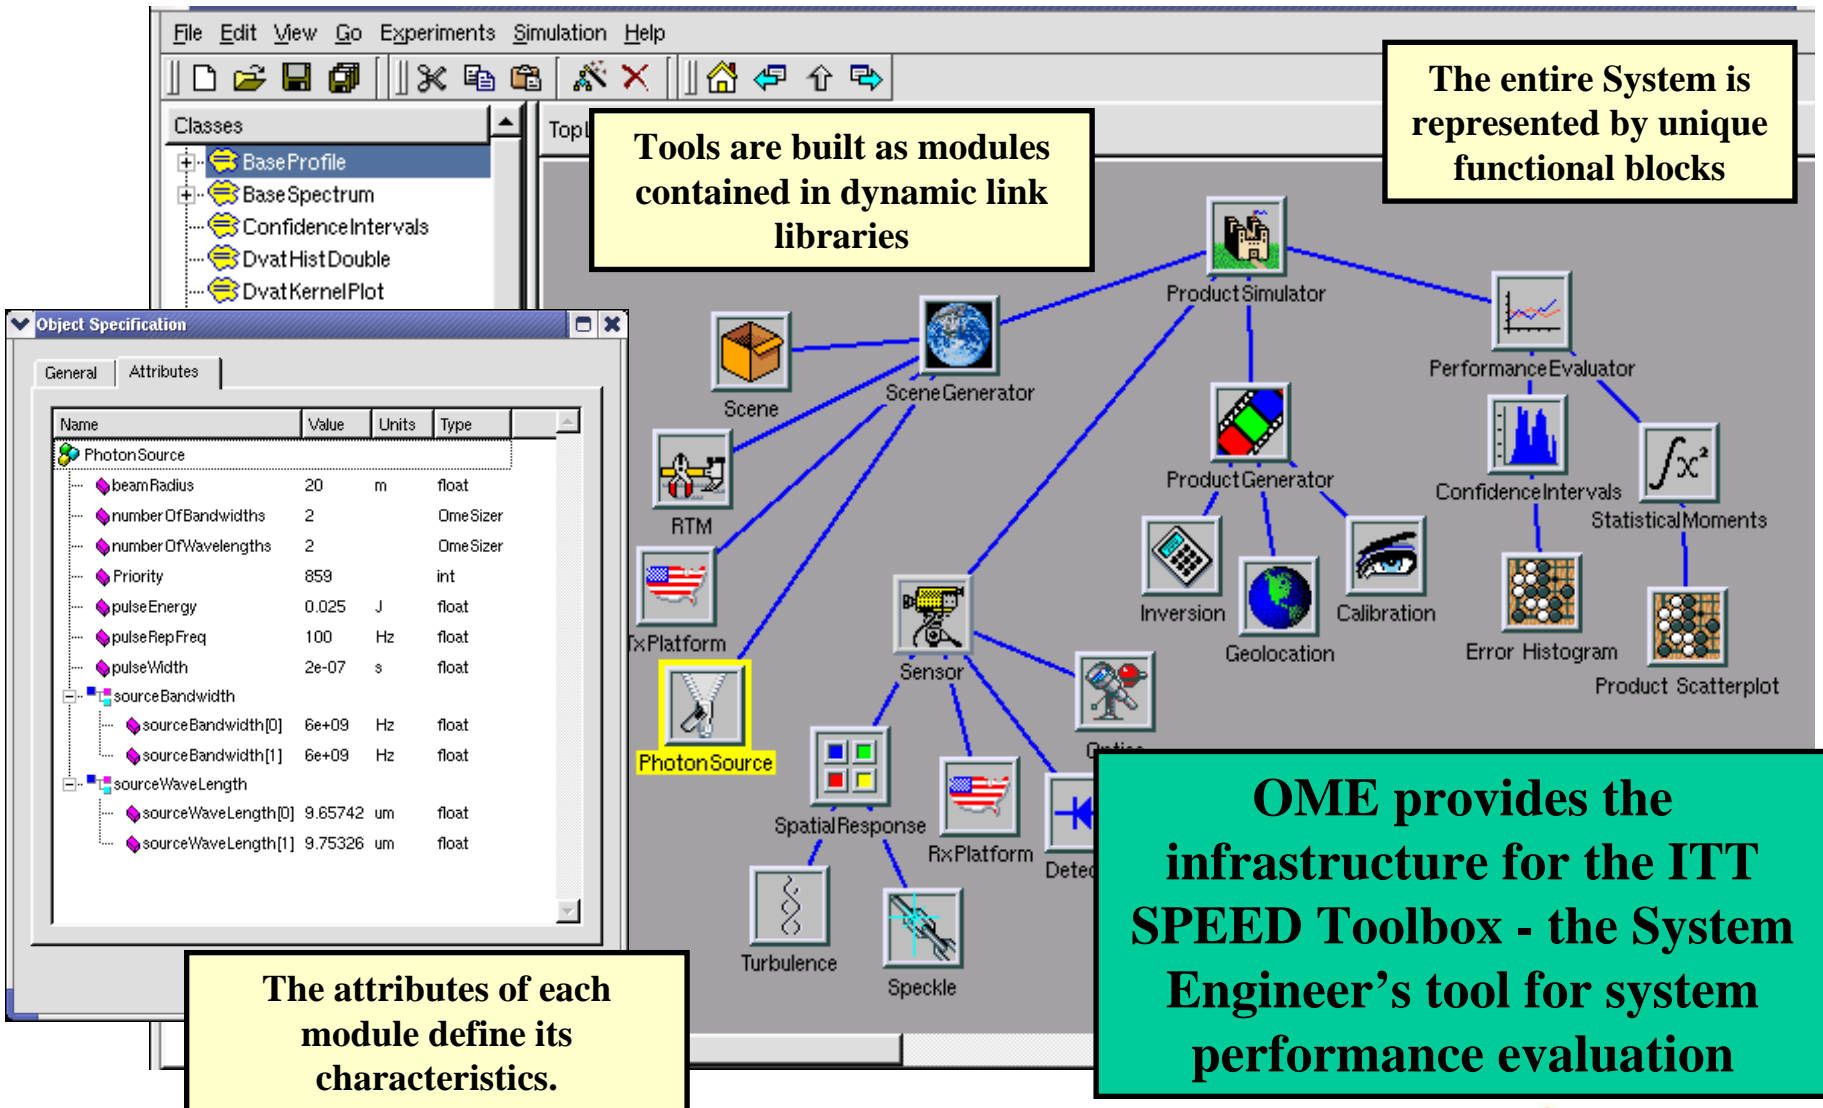 File Edit View Go Experiments Simulation Help
The entire System is
represented by unique
functional blocks
Classes
TopL
Tools are built as modules
contained in dynamic link
libraries
BaseProfile
BaseSpectrum
ConfidenceIntervals
DvatHistDouble
DvatKernelPlot
Object Specification
General Attributes
Name Value Units Type
PhotonSource
beamRadius 20 m float
numberOfBandwidths 2 OmeSizer
numberOfWavelengths 2 OmeSizer
Priority 859 int
pulseEnergy 0.025 J float
pulseRepFreq 100 Hz float
pulseWidth 2e-07 s float
sourceBandwidth
sourceBandwidth[0] 6e+09 Hz float
sourceBandwidth[1] 6e+09 Hz float
sourceWaveLength
sourceWaveLength[0] 9.65742 um float
sourceWaveLength[1] 9.75326 um float
ProductSimulator
PerformanceEvaluator
SceneGenerator
Scene
ProductGenerator
ConfidenceIntervals
∫x²
StatisticalMoments
RTM
Inversion
Calibration
Geolocation
Error Histogram
Product Scatterplot
TxPlatform
Sensor
PhotonSource
Optics
SpatialResponse
RxPlatform
Detec
Turbulence
Speckle
The attributes of each
module define its
characteristics.
OME provides the
infrastructure for the ITT
SPEED Toolbox - the System
Engineer’s tool for system
performance evaluation